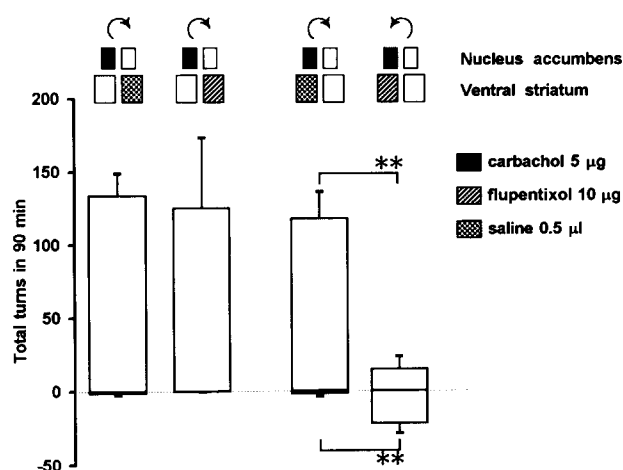 Nucleus accumbens
Ventral striatum
200
150
100
50
0
-50
Total turns in 90 min
**
**
carbachol 5 µg
flupentixol 10 µg
saline 0.5 µl